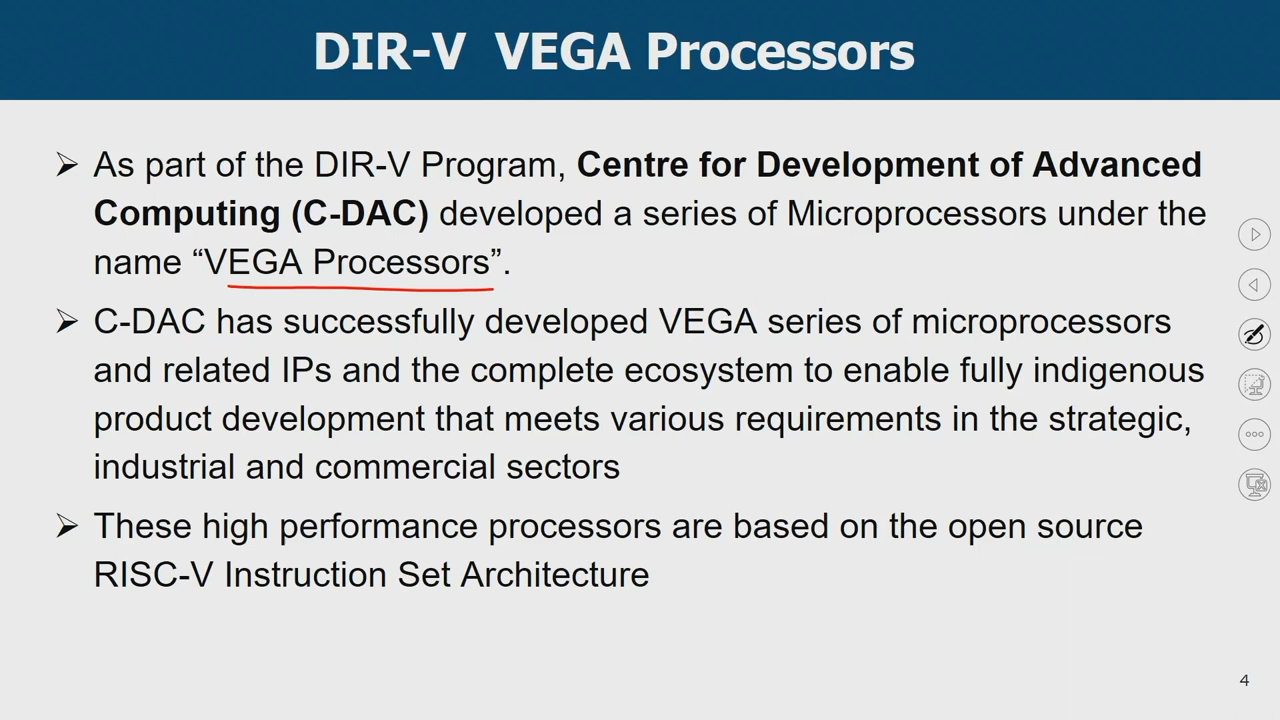 DIR-V VEGA Processors
As part of the DIR-V Program, Centre for Development of Advanced
Computing (C-DAC) developed a series of Microprocessors under the
name “VEGA Processors”.
C-DAC has successfully developed VEGA series of microprocessors
and related IPs and the complete ecosystem to enable fully indigenous
product development that meets various requirements in the strategic,
industrial and commercial sectors
These high performance processors are based on the open source
RISC-V Instruction Set Architecture
4